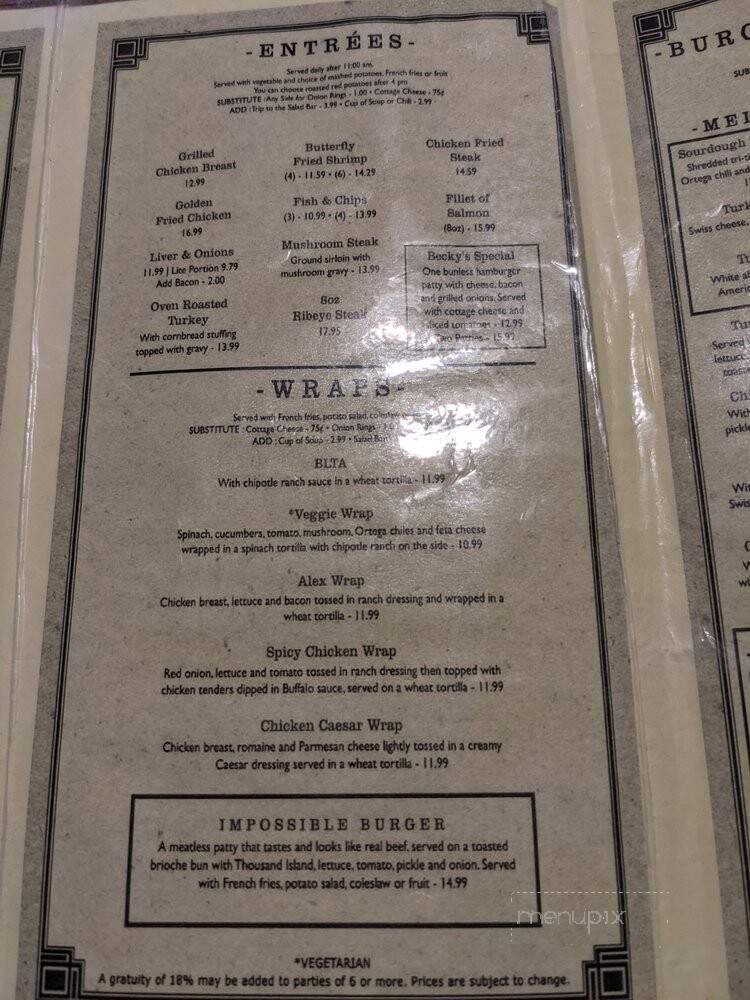 -ENTRÉES-
Served daily after 11:00 am.
Served with vegetable and choice of mashed potatoes, French fries or fruit
You can choose roasted red potatoes after 4 pm
SUBSTITUTE : Any Side for Onion Rings - 1.00 • Cottage Cheese - 75¢
ADD : Trip to the Salad Bar - 3.99 • Cup of Soup or Chili - 2.99
Grilled
Chicken Breast
12.99
Golden
Fried Chicken
16.99
Liver & Onions
11.99 | Lite Portion 9.79
Add Bacon - 2.00
Oven Roasted
Turkey
With cornbread stuffing
topped with gravy - 13.99
Butterfly
Fried Shrimp
(4) - 11.59 • (6) - 14.29
Fish & Chips
(3) - 10.99 • (4) - 13.99
Mushroom Steak
Ground sirloin with
mushroom gravy - 13.99
8oz
Ribeye Steak
17.95
Chicken Fried
Steak
14.59
Fillet of
Salmon
(8oz) - 15.99
Becky's Special
One bunless hamburger
patty with cheese, bacon
and grilled onions. Served
with cottage cheese and
sliced tomatoes - 12.99
Two Patties - 15.99
-WRAPS-
Served with French fries, potato salad, coleslaw
SUBSTITUTE : Cottage Cheese - 75¢ • Onion Rings -
ADD : Cup of Soup - 2.99 • Salad Bar
BLTA
With chipotle ranch sauce in a wheat tortilla - 11.99
*Veggie Wrap
Spinach, cucumbers, tomato, mushroom, Ortega chiles and feta cheese
wrapped in a spinach tortilla with chipotle ranch on the side - 10.99
Alex Wrap
Chicken breast, lettuce and bacon tossed in ranch dressing and wrapped in a
wheat tortilla - 11.99
Spicy Chicken Wrap
Red onion, lettuce and tomato tossed in ranch dressing then topped with
chicken tenders dipped in Buffalo sauce, served on a wheat tortilla - 11.99
Chicken Caesar Wrap
Chicken breast, romaine and Parmesan cheese lightly tossed in a creamy
Caesar dressing served in a wheat tortilla - 11.99
IMPOSSIBLE BURGER
A meatless patty that tastes and looks like real beef, served on a toasted
brioche bun with Thousand Island, lettuce, tomato, pickle and onion. Served
with French fries, potato salad, coleslaw or fruit - 14.99
*VEGETARIAN
A gratuity of 18% may be added to parties of 6 or more. Prices are subject to change.
menupix
Sourdough
Shredded
Ortega chili and
Swiss cheese,
White
Served
With